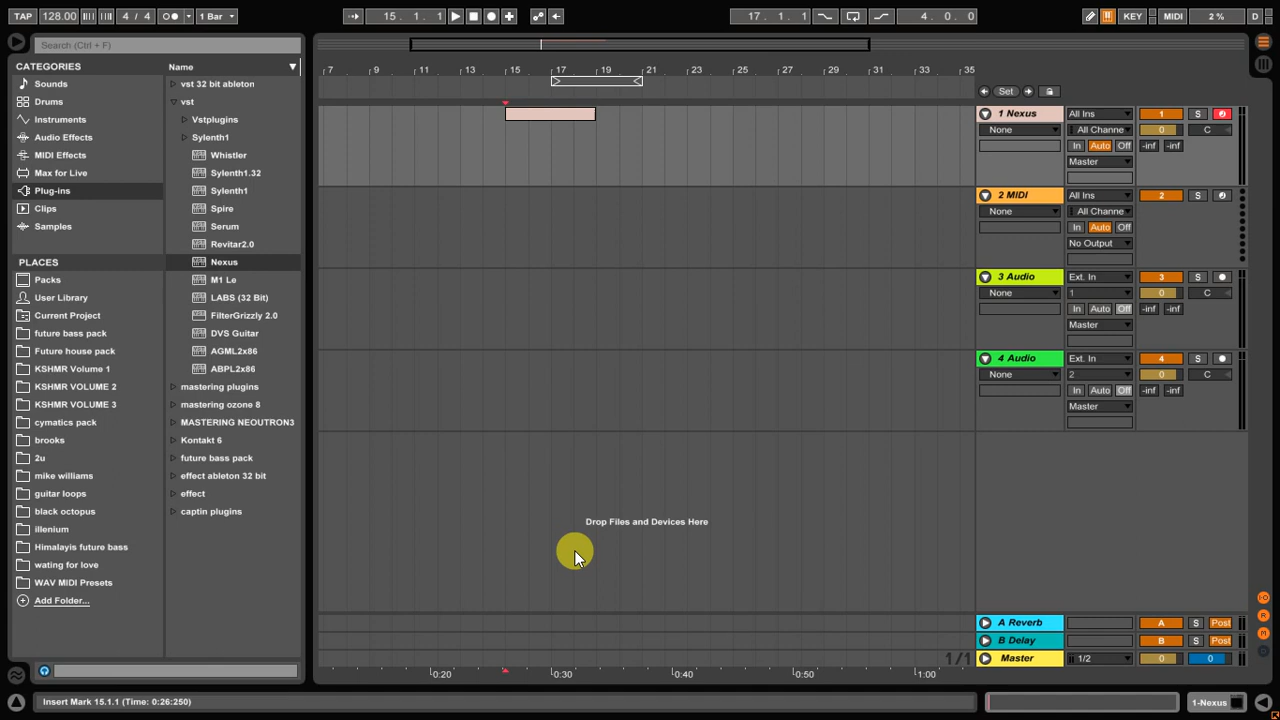 TAP 128.00 4 / 4 1 Bar 15. 1. 1 17. 1. 1 4. 0. 0 KEY MIDI 2 % D
Search (Ctrl + F)
CATEGORIES
Sounds
Drums
Instruments
Audio Effects
MIDI Effects
Max for Live
Plug-ins
Clips
Samples
PLACES
Packs
User Library
Current Project
future bass pack
Future house pack
KSHMR Volume 1
KSHMR VOLUME 2
KSHMR VOLUME 3
cymatics pack
brooks
2u
mike williams
guitar loops
black octopus
illenium
Himalayis future bass
wating for love
WAV MIDI Presets
Add Folder...
Name
vst 32 bit ableton
vst
Vstplugins
Sylenth1
Whistler
Sylenth1.32
Sylenth1
Spire
Serum
Revitar2.0
Nexus
M1 Le
LABS (32 Bit)
FilterGrizzly 2.0
DVS Guitar
AGML2x86
ABPL2x86
mastering plugins
mastering ozone 8
MASTERING NEOUTRON3
Kontakt 6
future bass pack
effect ableton 32 bit
effect
captin plugins
7 9 11 13 15 17 19 21 23 25 27 29 31 33 35
Set
1 Nexus All Ins 1 S
None All Channe 0 C
In Auto Off -inf -inf
Master
2 MIDI All Ins 2 S
None All Channe
In Auto Off
No Output
3 Audio Ext. In 3 S
None 1 0 C
In Auto Off -inf -inf
Master
4 Audio Ext. In 4 S
None 2 0 C
In Auto Off -inf -inf
Master
Drop Files and Devices Here
A Reverb A S Post
B Delay B S Post
1/1 Master 1/2 0 0
0:20 0:30 0:40 0:50 1:00
Insert Mark 15.1.1 (Time: 0:26:250) 1-Nexus